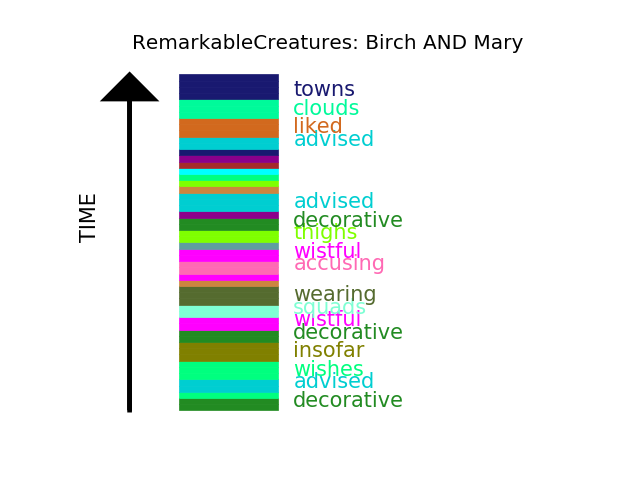 RemarkableCreatures: Birch AND Mary
TIME
towns
clouds
liked
advised
advised
decorative
thighs
wistful
accusing
wearing
squads
wistful
decorative
insofar
wishes
advised
decorative